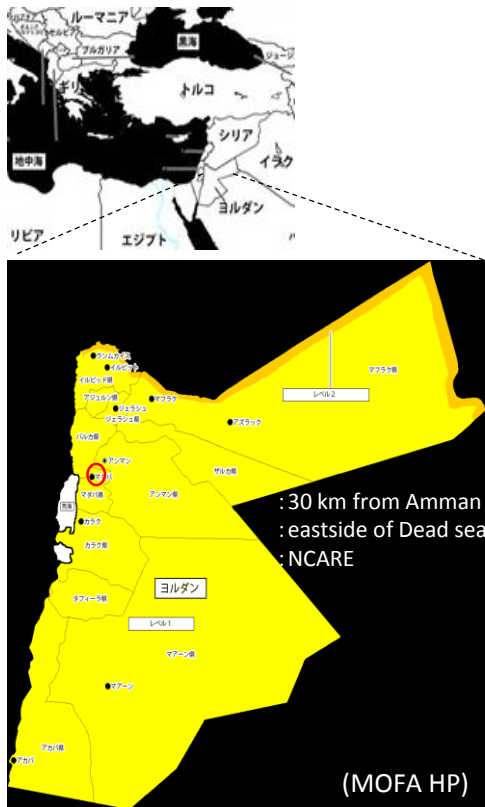 ルーマニア
黒海
ブルガリア
ギリ
トルコ
シリア
イラク
地中海
ヨルダン
リビア
エジプト
ウンムカイス
イルビッド
イルビッド県
マフラク県
アジュルン県
マフラク
レベル2
ジェラシュ
ジェラシュ県
アズラック
バルカ県
アンマン
ザルカ県
マダバ
マダバ県
アンマン県
死海
: 30 km from Amman
カラク
: eastside of Dead sea
カラク県
: NCARE
ヨルダン
タフィーラ県
レベル1
マアーン県
マアーン
アカバ県
アカバ
(MOFA HP)